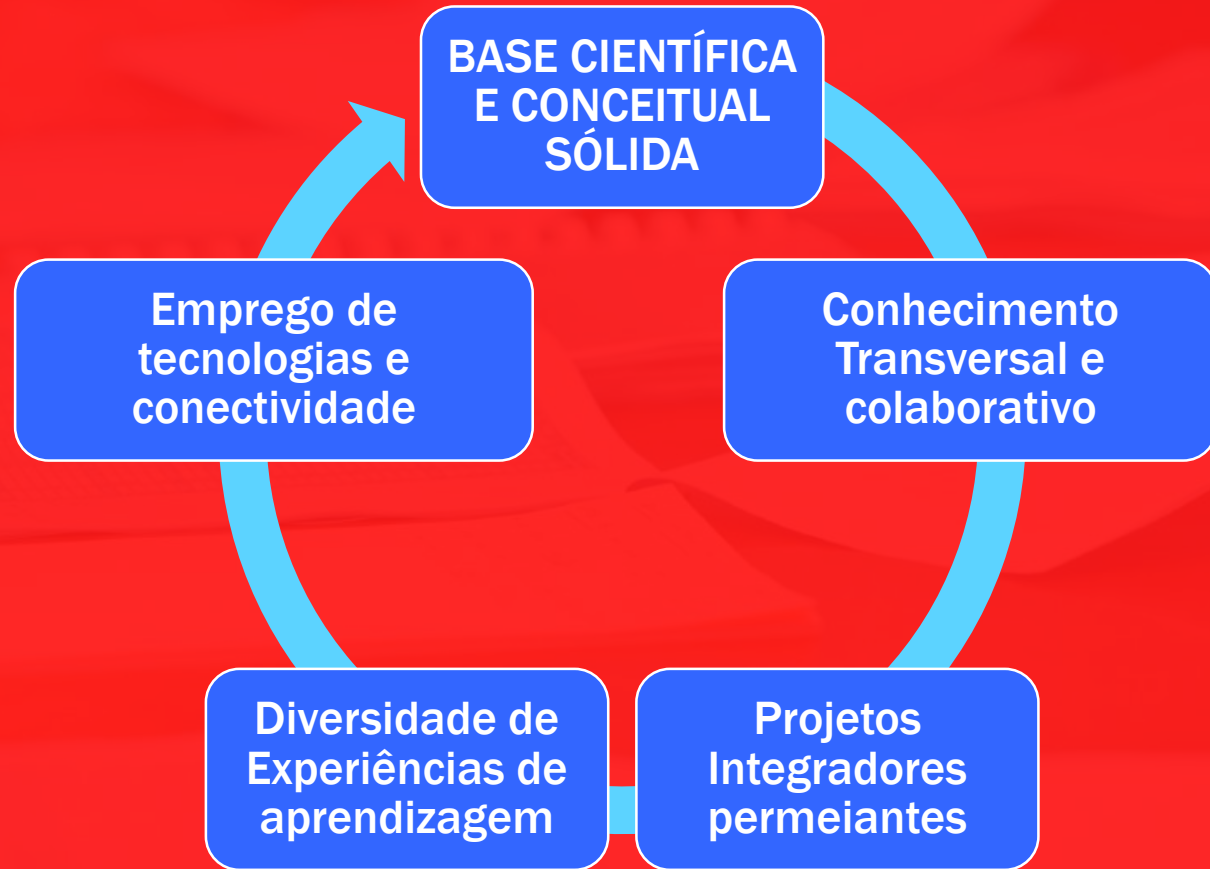 BASE CIENTÍFICA
E CONCEITUAL
SÓLIDA
Conhecimento
Transversal e
colaborativo
Projetos
Integradores
permeiantes
Diversidade de
Experiências de
aprendizagem
Emprego de
tecnologias e
conectividade